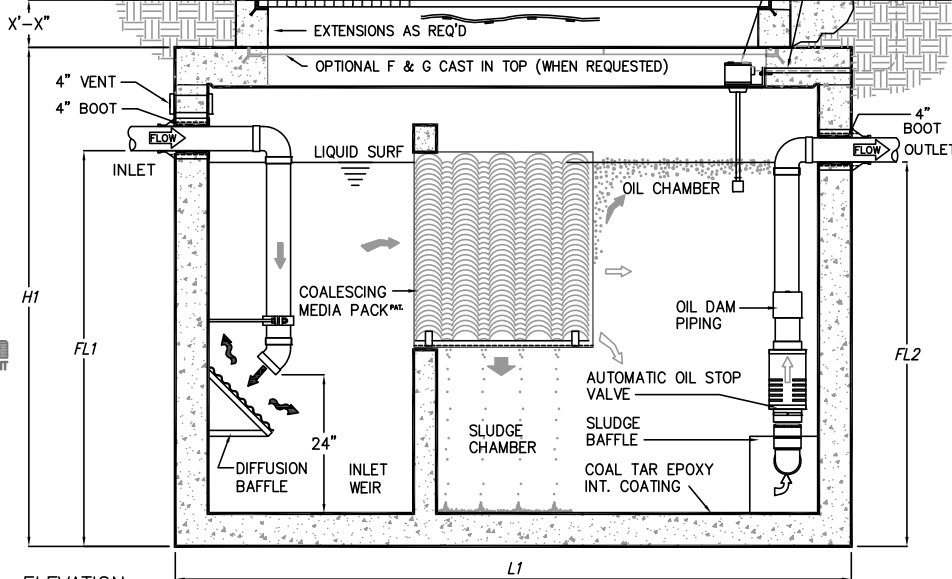 X'-X"
EXTENSIONS AS REQ'D
OPTIONAL F & G CAST IN TOP (WHEN REQUESTED)
4" VENT
4" BOOT
FLOW
INLET
LIQUID SURF
OIL CHAMBER
4"
BOOT
FLOW
OUTLET
H1
FL1
COALESCING
MEDIA PACK PAT.
OIL DAM
PIPING
FL2
AUTOMATIC OIL STOP
VALVE
SLUDGE
BAFFLE
SLUDGE
CHAMBER
24"
DIFFUSION
BAFFLE
INLET
WEIR
COAL TAR EPOXY
INT. COATING
L1
ELEVATION